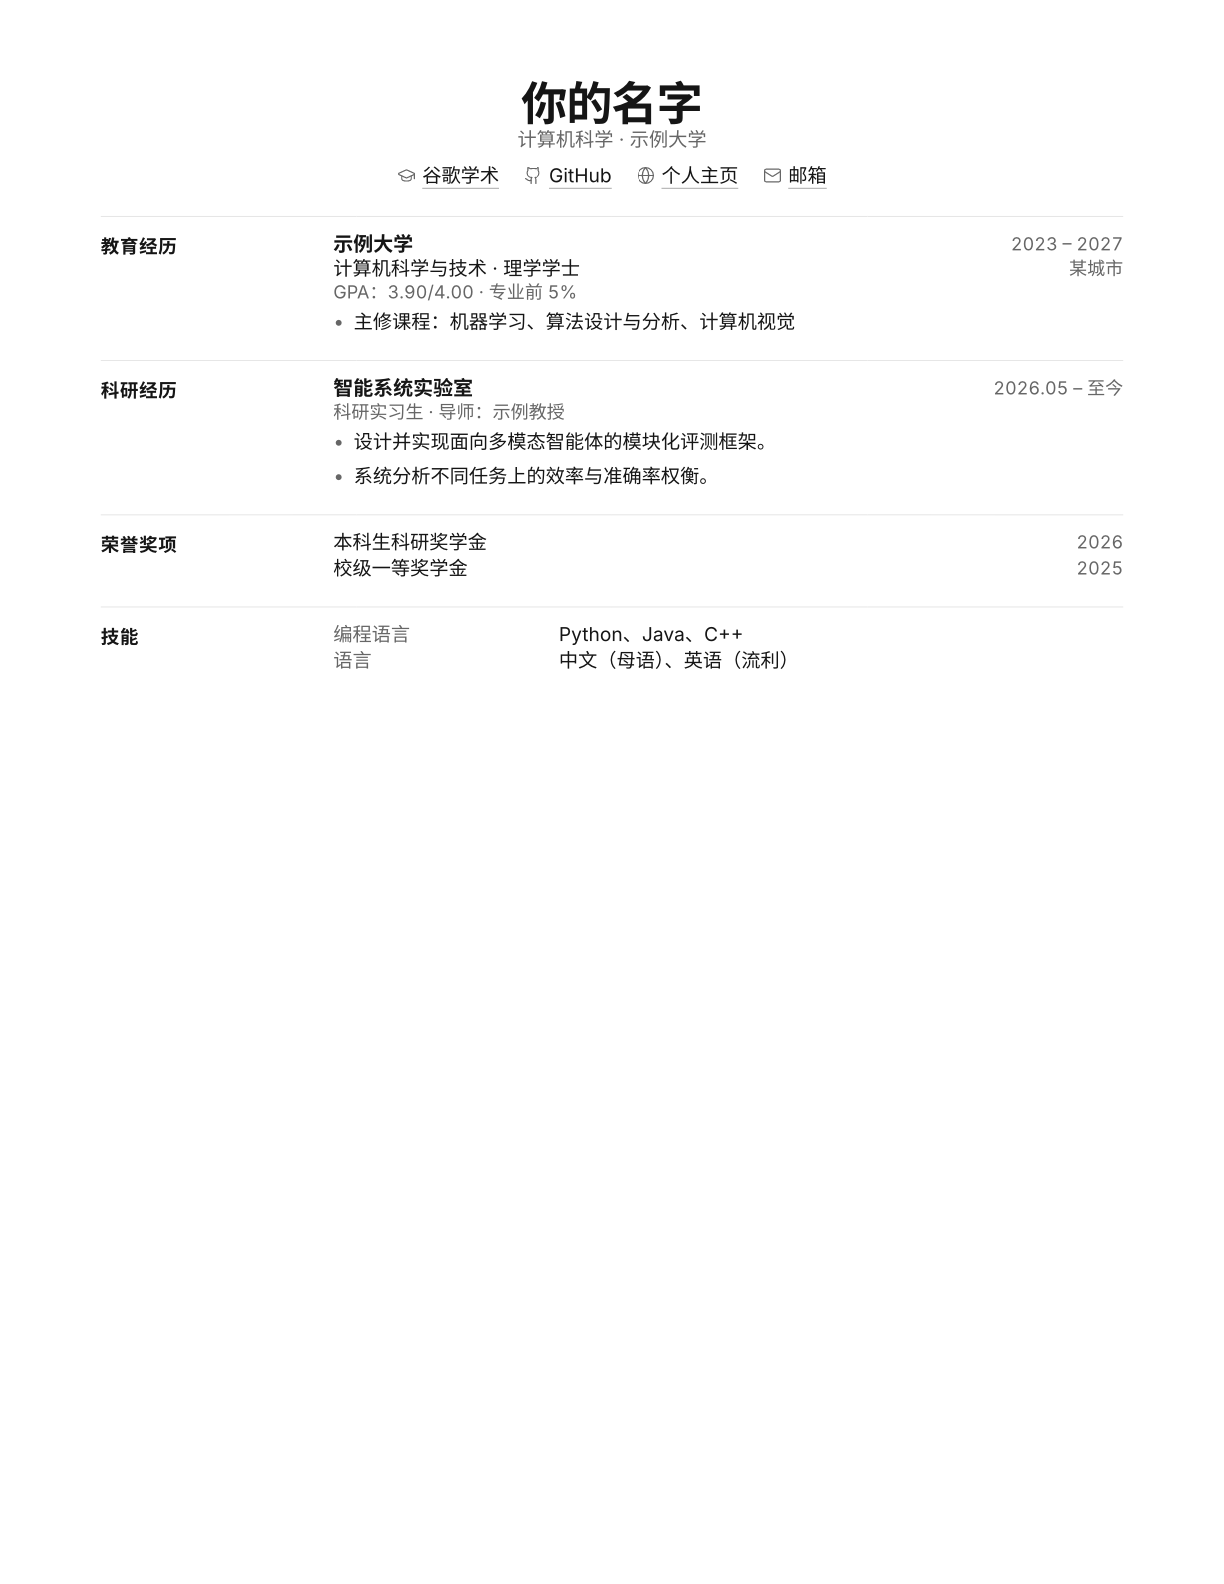 你的名字
计算机科学 · 示例大学
谷歌学术 GitHub 个人主页 邮箱
教育经历 示例大学 2023 – 2027
计算机科学与技术 · 理学学士 某城市
GPA：3.90/4.00 · 专业前 5%
• 主修课程：机器学习、算法设计与分析、计算机视觉
科研经历 智能系统实验室 2026.05 – 至今
科研实习生 · 导师：示例教授
• 设计并实现面向多模态智能体的模块化评测框架。
• 系统分析不同任务上的效率与准确率权衡。
荣誉奖项 本科生科研奖学金 2026
校级一等奖学金 2025
技能 编程语言 Python、Java、C++
语言 中文（母语）、英语（流利）